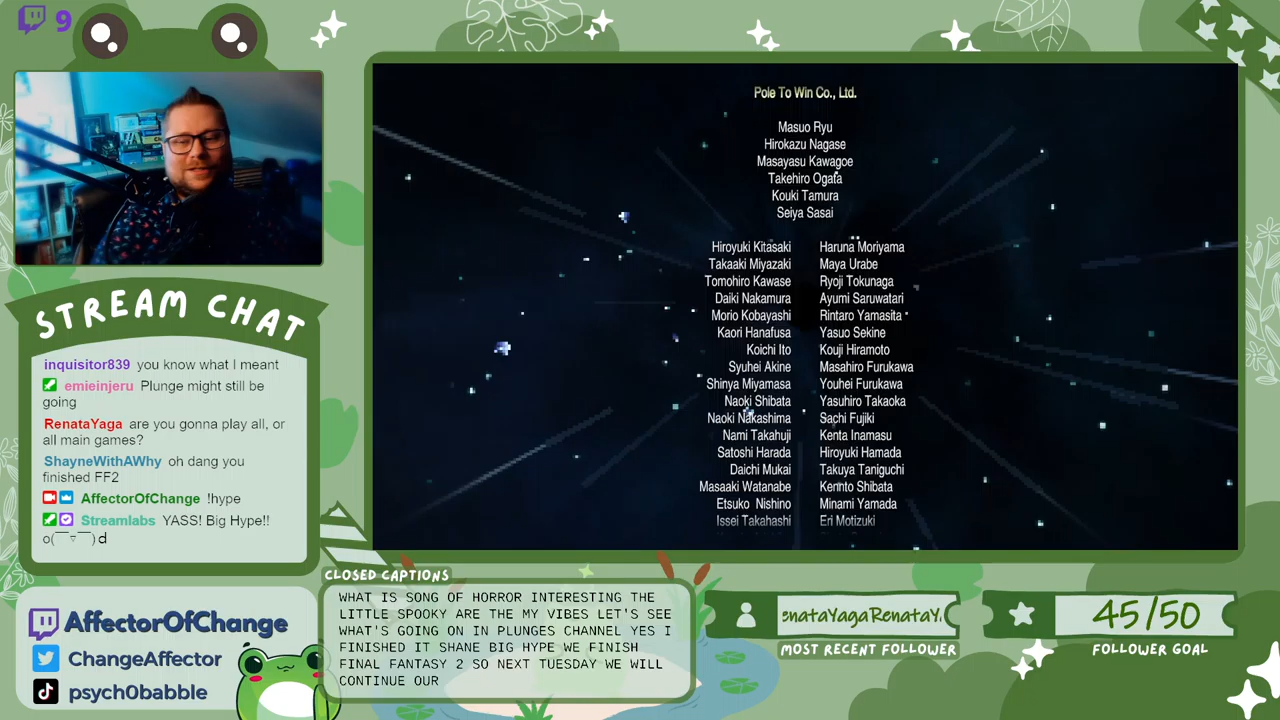 9
Pole To Win Co., Ltd.
Masuo Ryu
Hirokazu Nagase
Masayasu Kawagoe
Takehiro Ogata
Kouki Tamura
Seiya Sasai
Hiroyuki Kitasaki Haruna Moriyama
Takaaki Miyazaki Maya Urabe
Tomohiro Kawase Ryoji Tokunaga
Daiki Nakamura Ayumi Saruwatari
Morio Kobayashi Rintaro Yamasita
Kaori Hanafusa Yasuo Sekine
Koichi Ito Kouji Hiramoto
Syuhei Akine Masahiro Furukawa
Shinya Miyamasa Youhei Furukawa
Naoki Shibata Yasuhiro Takaoka
Naoki Nakashima Sachi Fujiki
Nami Takahuji Kenta Inamasu
Satoshi Harada Hiroyuki Hamada
Daichi Mukai Takuya Taniguchi
Masaaki Watanabe Kento Shibata
Etsuko Nishino Minami Yamada
Issei Takahashi Eri Motizuki
STREAM CHAT
inquisitor839 you know what I meant
emieinjeru Plunge might still be
going
RenataYaga are you gonna play all, or
all main games?
ShayneWithAWhy oh dang you
finished FF2
AffectorOfChange !hype
Streamlabs YASS! Big Hype!!
o(￣▽￣)d
AffectorOfChange
ChangeAffector
psych0babble
CLOSED CAPTIONS
WHAT IS SONG OF HORROR INTERESTING THE
LITTLE SPOOKY ARE THE MY VIBES LET'S SEE
WHAT'S GOING ON IN PLUNGES CHANNEL YES I
FINISHED IT SHANE BIG HYPE WE FINISH
FINAL FANTASY 2 SO NEXT TUESDAY WE WILL
CONTINUE OUR
enataYagaRenataY
MOST RECENT FOLLOWER
45/50
FOLLOWER GOAL